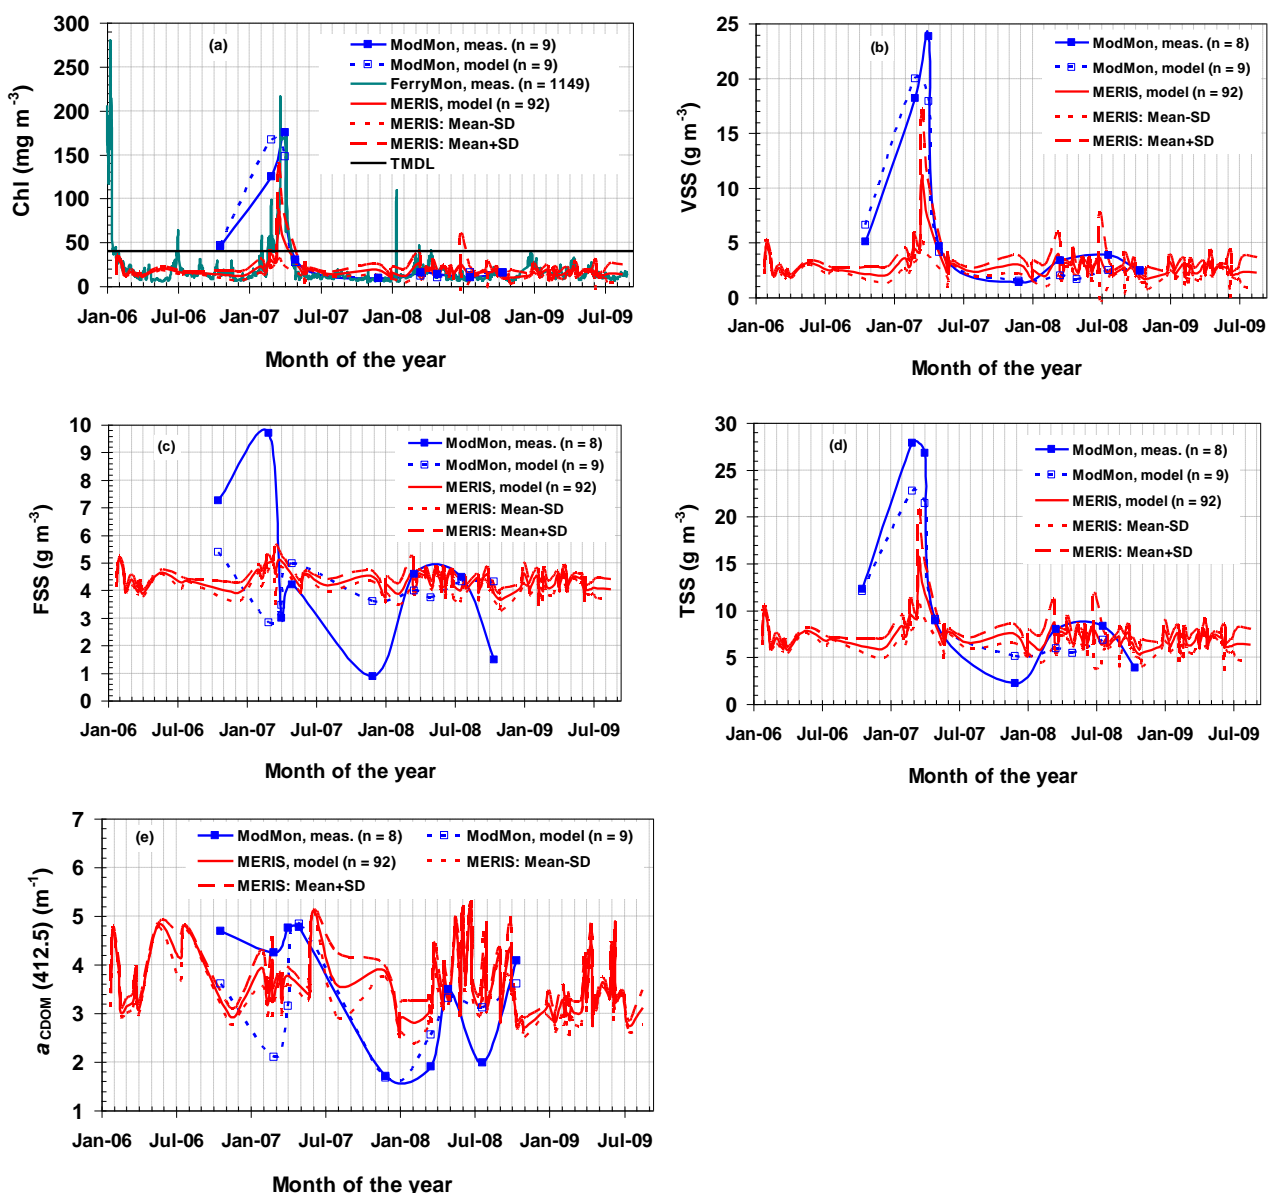 (a)
ModMon, meas. (n = 9)
ModMon, model (n = 9)
FerryMon, meas. (n = 1149)
MERIS, model (n = 92)
MERIS: Mean-SD
MERIS: Mean+SD
TMDL
Chl (mg m⁻³)
300
250
200
150
100
50
0
Jan-06 Jul-06 Jan-07 Jul-07 Jan-08 Jul-08 Jan-09 Jul-09
Month of the year
(b)
ModMon, meas. (n = 8)
ModMon, model (n = 9)
MERIS, model (n = 92)
MERIS: Mean-SD
MERIS: Mean+SD
VSS (g m⁻³)
25
20
15
10
5
0
Jan-06 Jul-06 Jan-07 Jul-07 Jan-08 Jul-08 Jan-09 Jul-09
Month of the year
(c)
ModMon, meas. (n = 8)
ModMon, model (n = 9)
MERIS, model (n = 92)
MERIS: Mean-SD
MERIS: Mean+SD
FSS (g m⁻³)
10
9
8
7
6
5
4
3
2
1
0
Jan-06 Jul-06 Jan-07 Jul-07 Jan-08 Jul-08 Jan-09 Jul-09
Month of the year
(d)
ModMon, meas. (n = 8)
ModMon, model (n = 9)
MERIS, model (n = 92)
MERIS: Mean-SD
MERIS: Mean+SD
TSS (g m⁻³)
30
25
20
15
10
5
0
Jan-06 Jul-06 Jan-07 Jul-07 Jan-08 Jul-08 Jan-09 Jul-09
Month of the year
(e)
ModMon, meas. (n = 8) ModMon, model (n = 9)
MERIS, model (n = 92) MERIS: Mean-SD
MERIS: Mean+SD
a CDOM (412.5) (m⁻¹)
7
6
5
4
3
2
1
Jan-06 Jul-06 Jan-07 Jul-07 Jan-08 Jul-08 Jan-09 Jul-09
Month of the year